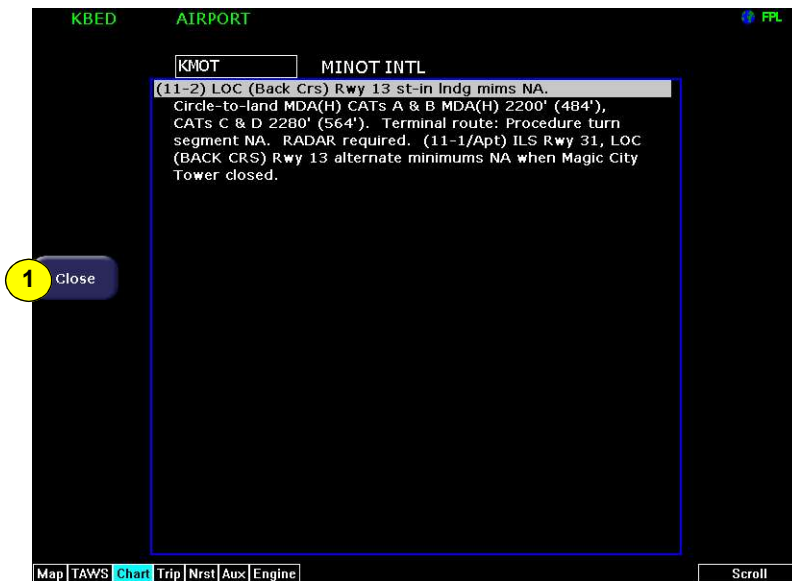 KBED AIRPORT FPL
KMOT MINOT INTL
(11-2) LOC (Back Crs) Rwy 13 st-in lndg mims NA.
Circle-to-land MDA(H) CATs A & B MDA(H) 2200' (484'),
CATs C & D 2280' (564'). Terminal route: Procedure turn
segment NA. RADAR required. (11-1/Apt) ILS Rwy 31, LOC
(BACK CRS) Rwy 13 alternate minimums NA when Magic City
Tower closed.
1 Close
Map TAWS Chart Trip Nrst Aux Engine Scroll